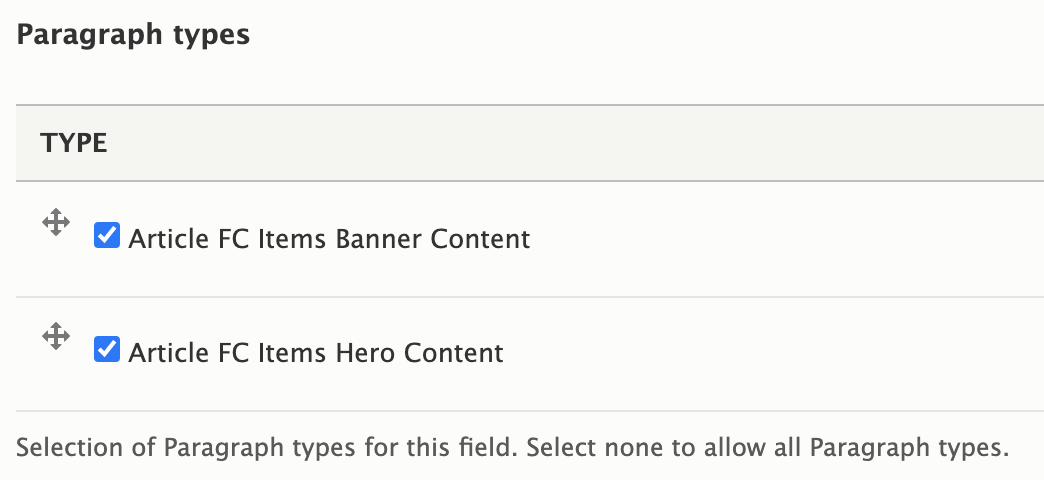 Paragraph types
TYPE
Article FC Items Banner Content
Article FC Items Hero Content
Selection of Paragraph types for this field. Select none to allow all Paragraph types.